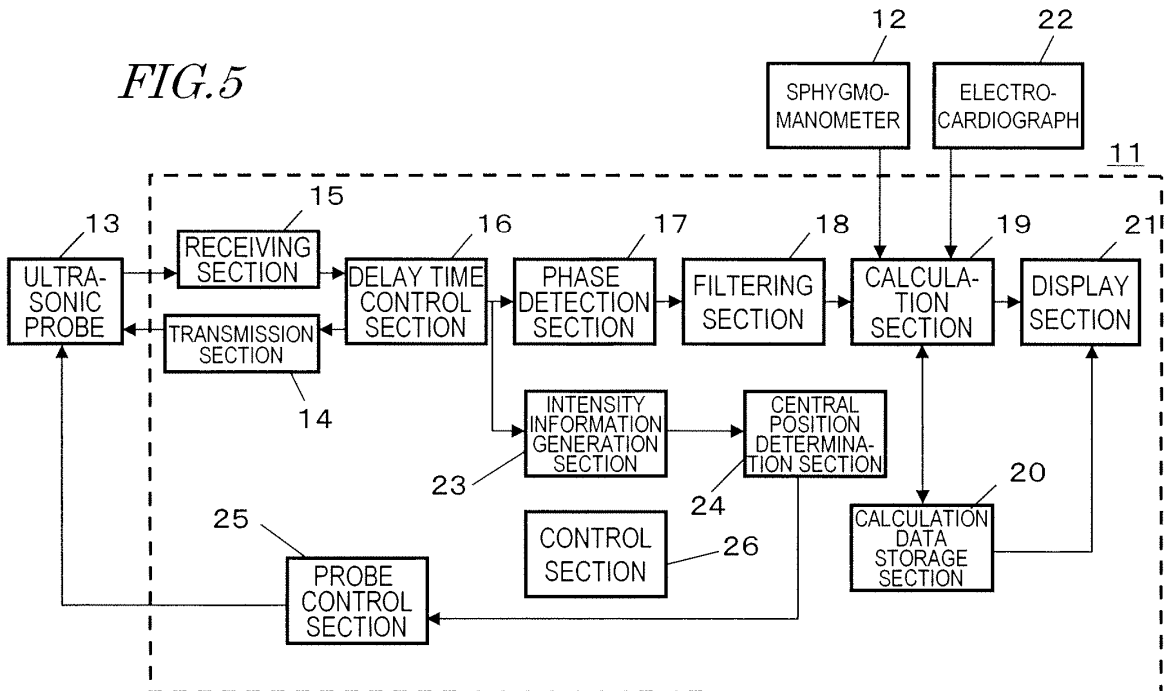 FIG.5
12
22
SPHYGMO-
MANOMETER
ELECTRO-
CARDIOGRAPH
11
13
15
16
17
18
19
21
ULTRA-
SONIC
PROBE
RECEIVING
SECTION
DELAY TIME
CONTROL
SECTION
PHASE
DETECTION
SECTION
FILTERING
SECTION
CALCULA-
TION
SECTION
DISPLAY
SECTION
TRANSMISSION
SECTION
14
INTENSITY
INFORMATION
GENERATION
SECTION
23
CENTRAL
POSITION
DETERMINA-
TION SECTION
24
20
CALCULATION
DATA
STORAGE
SECTION
25
PROBE
CONTROL
SECTION
CONTROL
SECTION
26